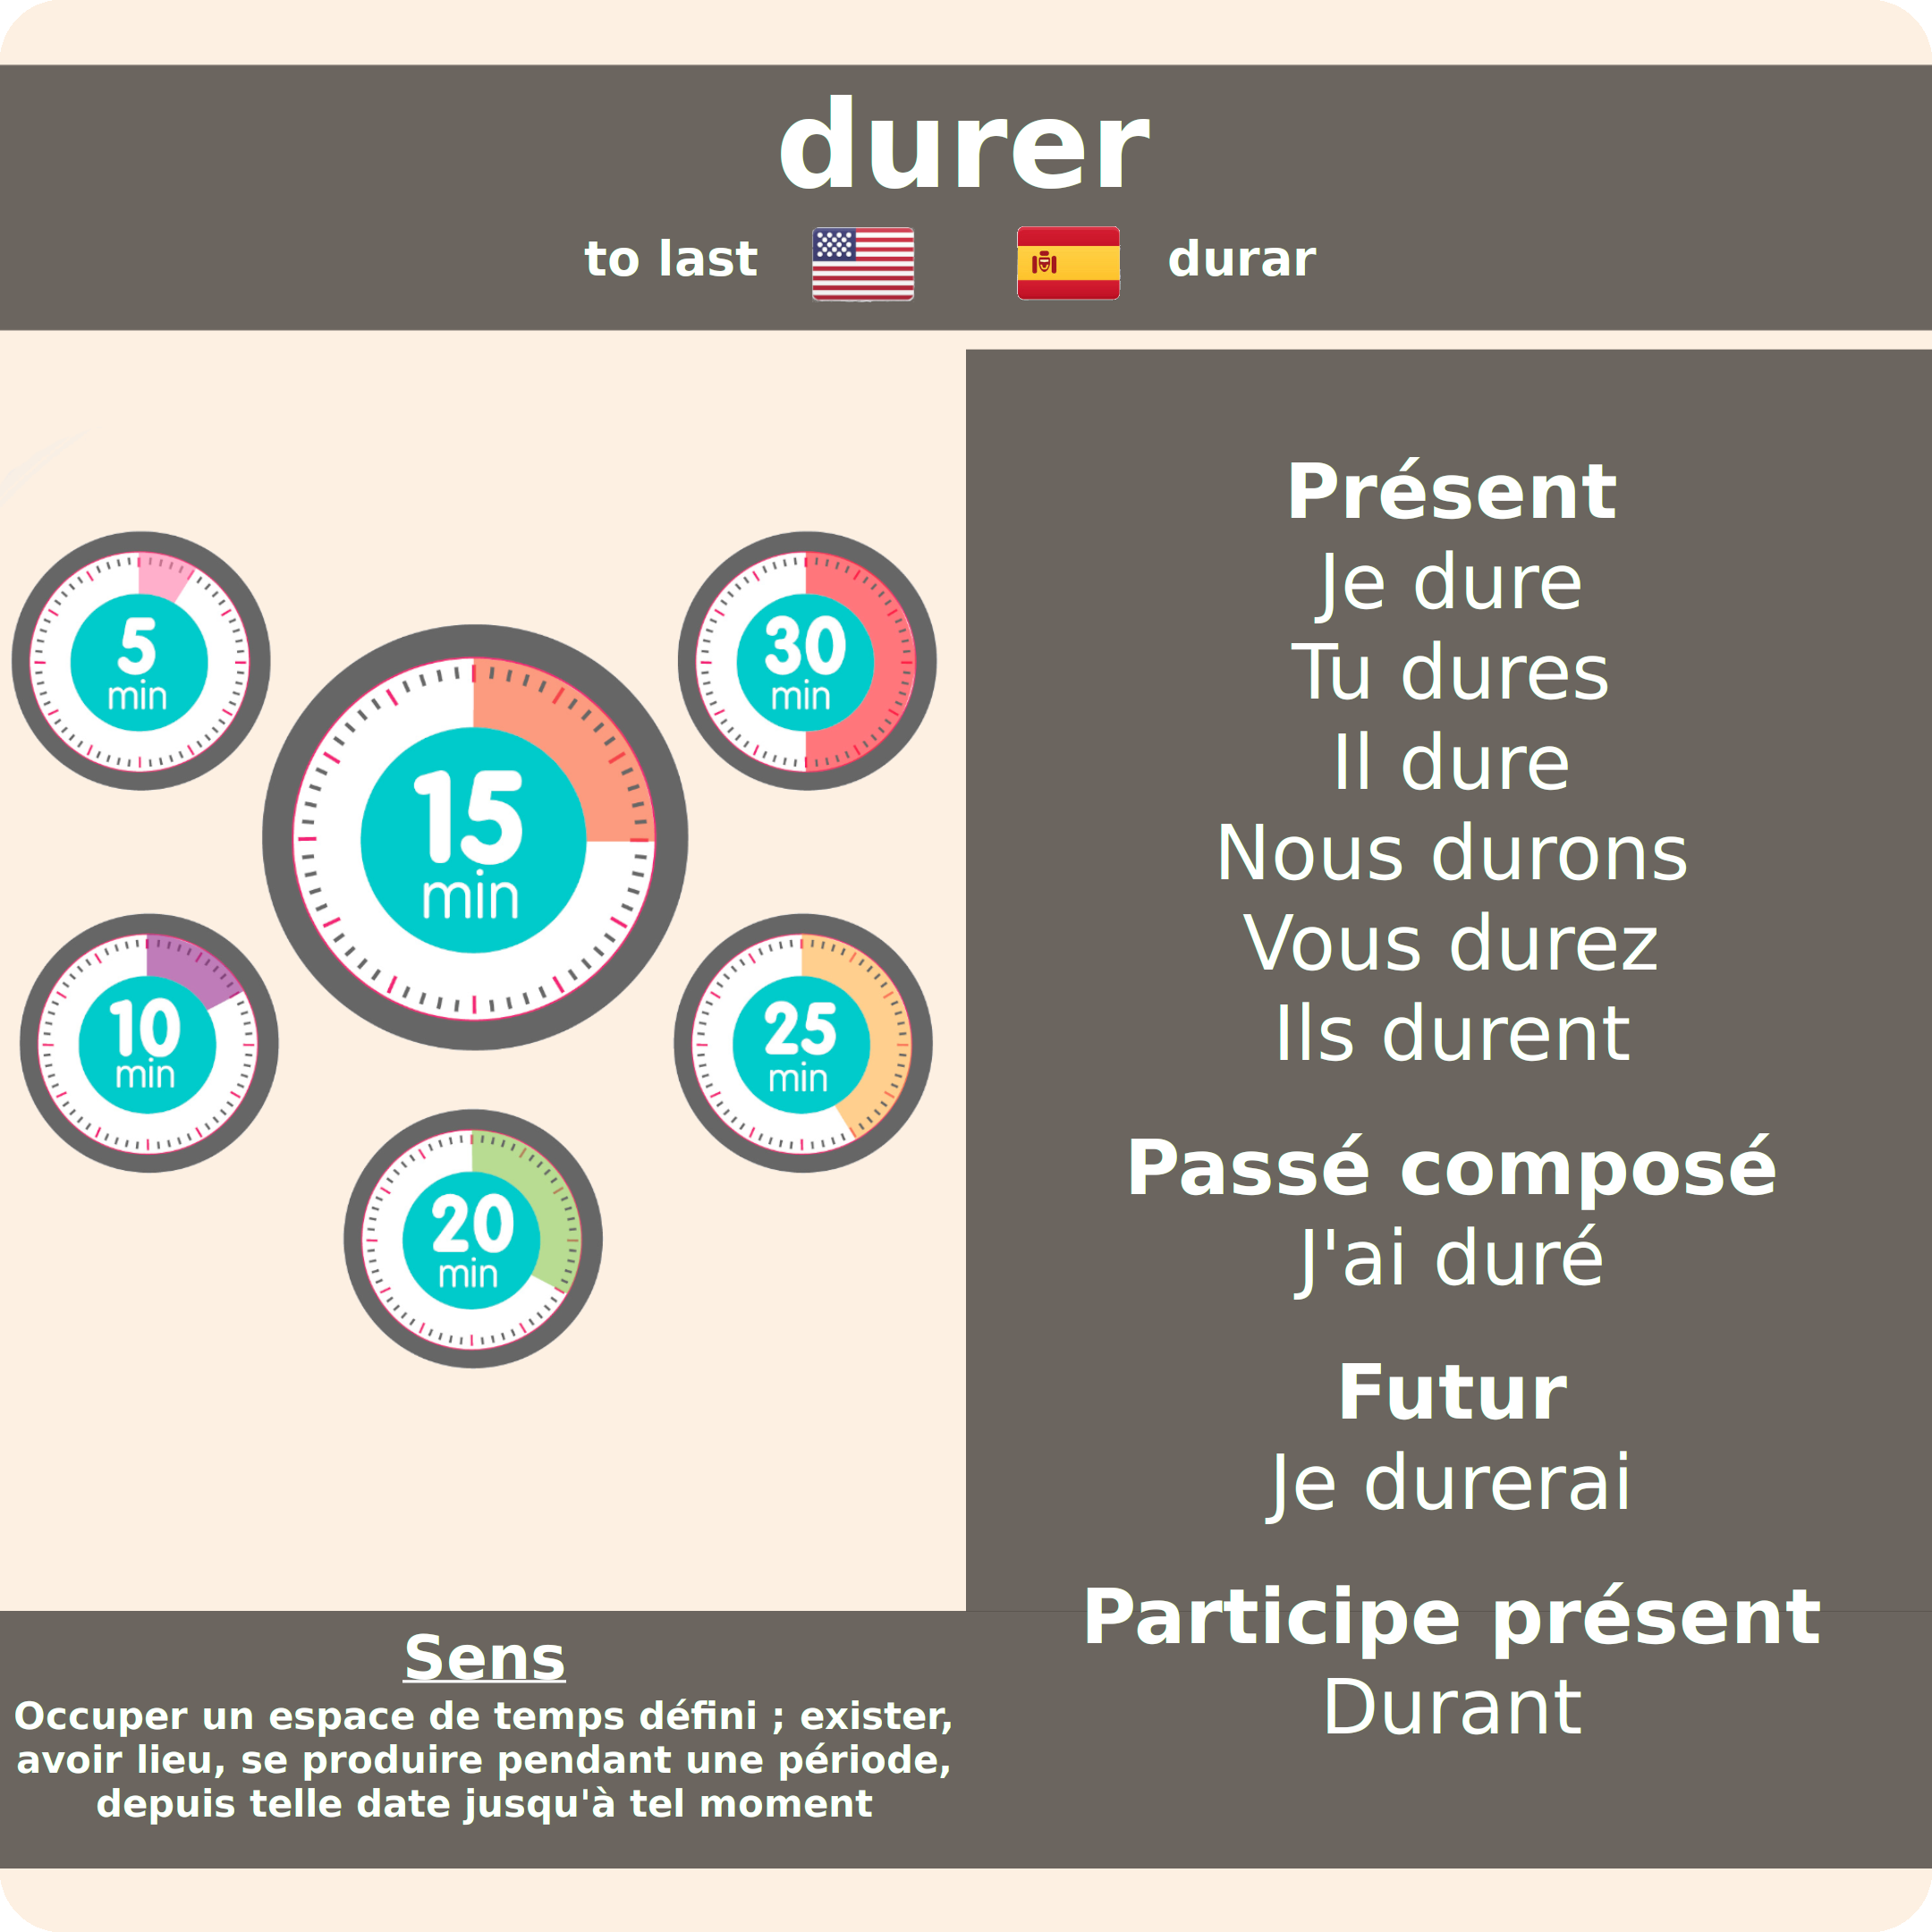 durer
to last
durar
5
min
30
min
15
min
10
min
25
min
20
min
Présent
Je dure
Tu dures
Il dure
Nous durons
Vous durez
Ils durent
Passé composé
J'ai duré
Futur
Je durerai
Participe présent
Durant
Sens
Occuper un espace de temps défini ; exister,
avoir lieu, se produire pendant une période,
depuis telle date jusqu'à tel moment